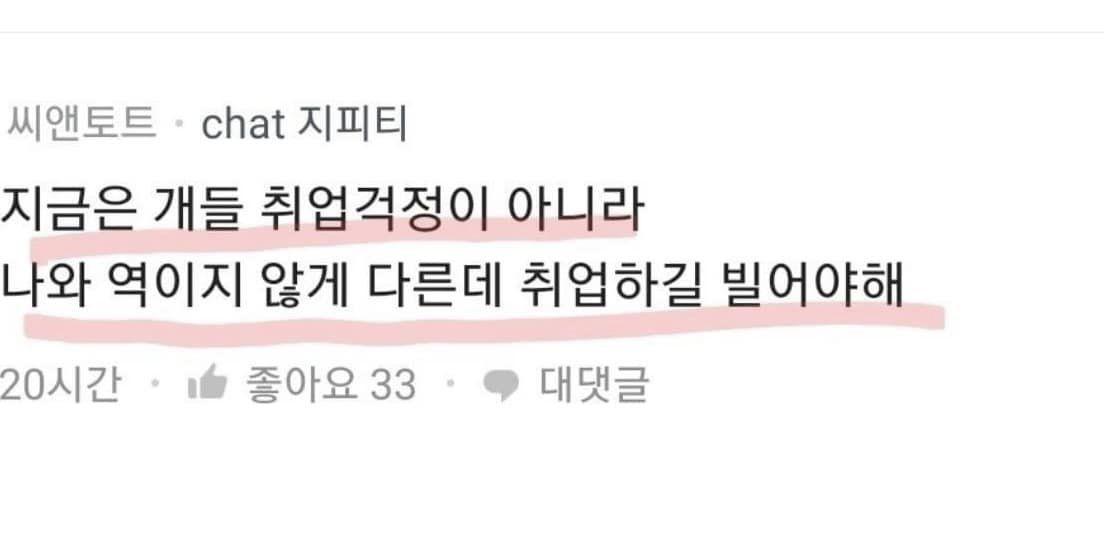 씨앤토트 · chat 지피티
지금은 개들 취업걱정이 아니라
나와 역이지 않게 다른데 취업하길 빌어야해
20시간 · 좋아요 33 · 대댓글